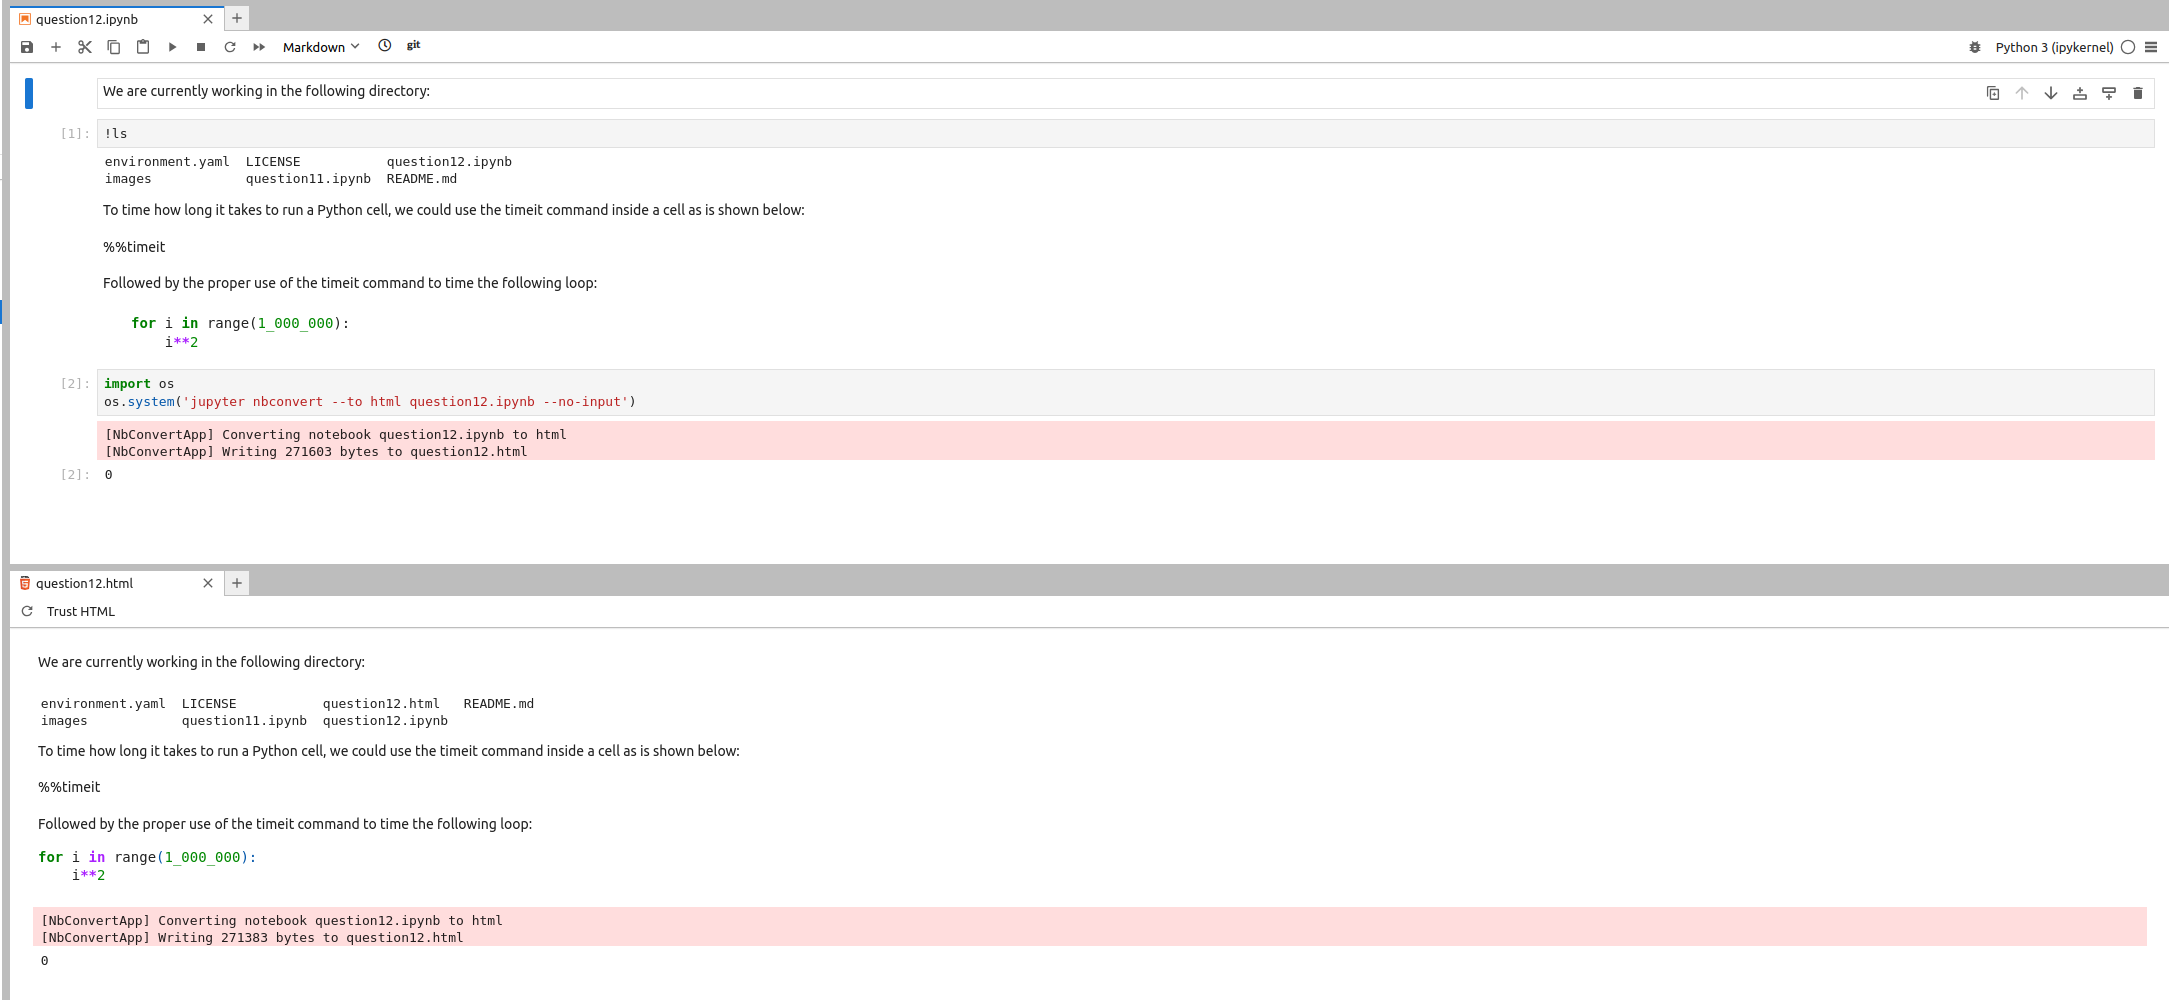 question12.ipynb
Markdown
git
Python 3 (ipykernel)
We are currently working in the following directory:
[1]:
!ls
environment.yaml  LICENSE           question12.ipynb
images            question11.ipynb  README.md
To time how long it takes to run a Python cell, we could use the timeit command inside a cell as is shown below:
%%timeit
Followed by the proper use of the timeit command to time the following loop:
for i in range(1_000_000):
    i**2
[2]:
import os
os.system('jupyter nbconvert --to html question12.ipynb --no-input')
[NbConvertApp] Converting notebook question12.ipynb to html
[NbConvertApp] Writing 271603 bytes to question12.html
[2]:
0
question12.html
Trust HTML
We are currently working in the following directory:
environment.yaml  LICENSE           question12.html   README.md
images            question11.ipynb  question12.ipynb
To time how long it takes to run a Python cell, we could use the timeit command inside a cell as is shown below:
%%timeit
Followed by the proper use of the timeit command to time the following loop:
for i in range(1_000_000):
    i**2
[NbConvertApp] Converting notebook question12.ipynb to html
[NbConvertApp] Writing 271383 bytes to question12.html
0